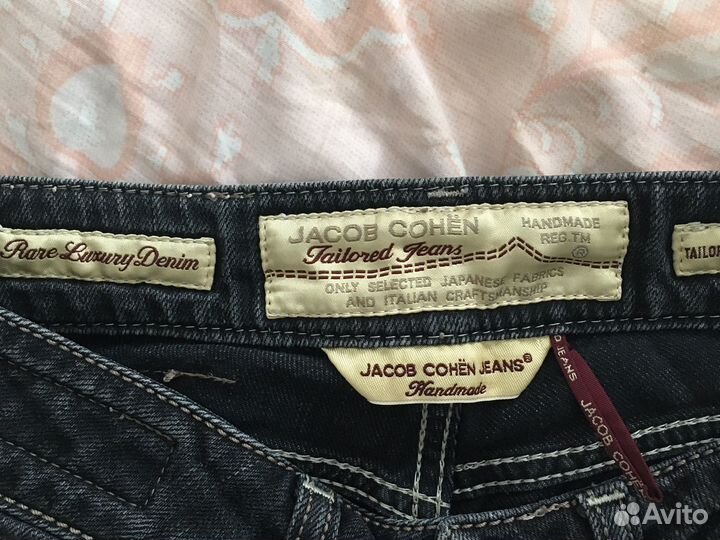 Rare Luxury Denim
JACOB COHËN
HANDMADE
REG.TM
Tailored Jeans
®
ONLY SELECTED JAPANESE FABRICS
AND ITALIAN CRAFTSMANSHIP
TAILOR
JACOB COHËN JEANS®
Handmade
D JEANS JACOB COHË
Avito